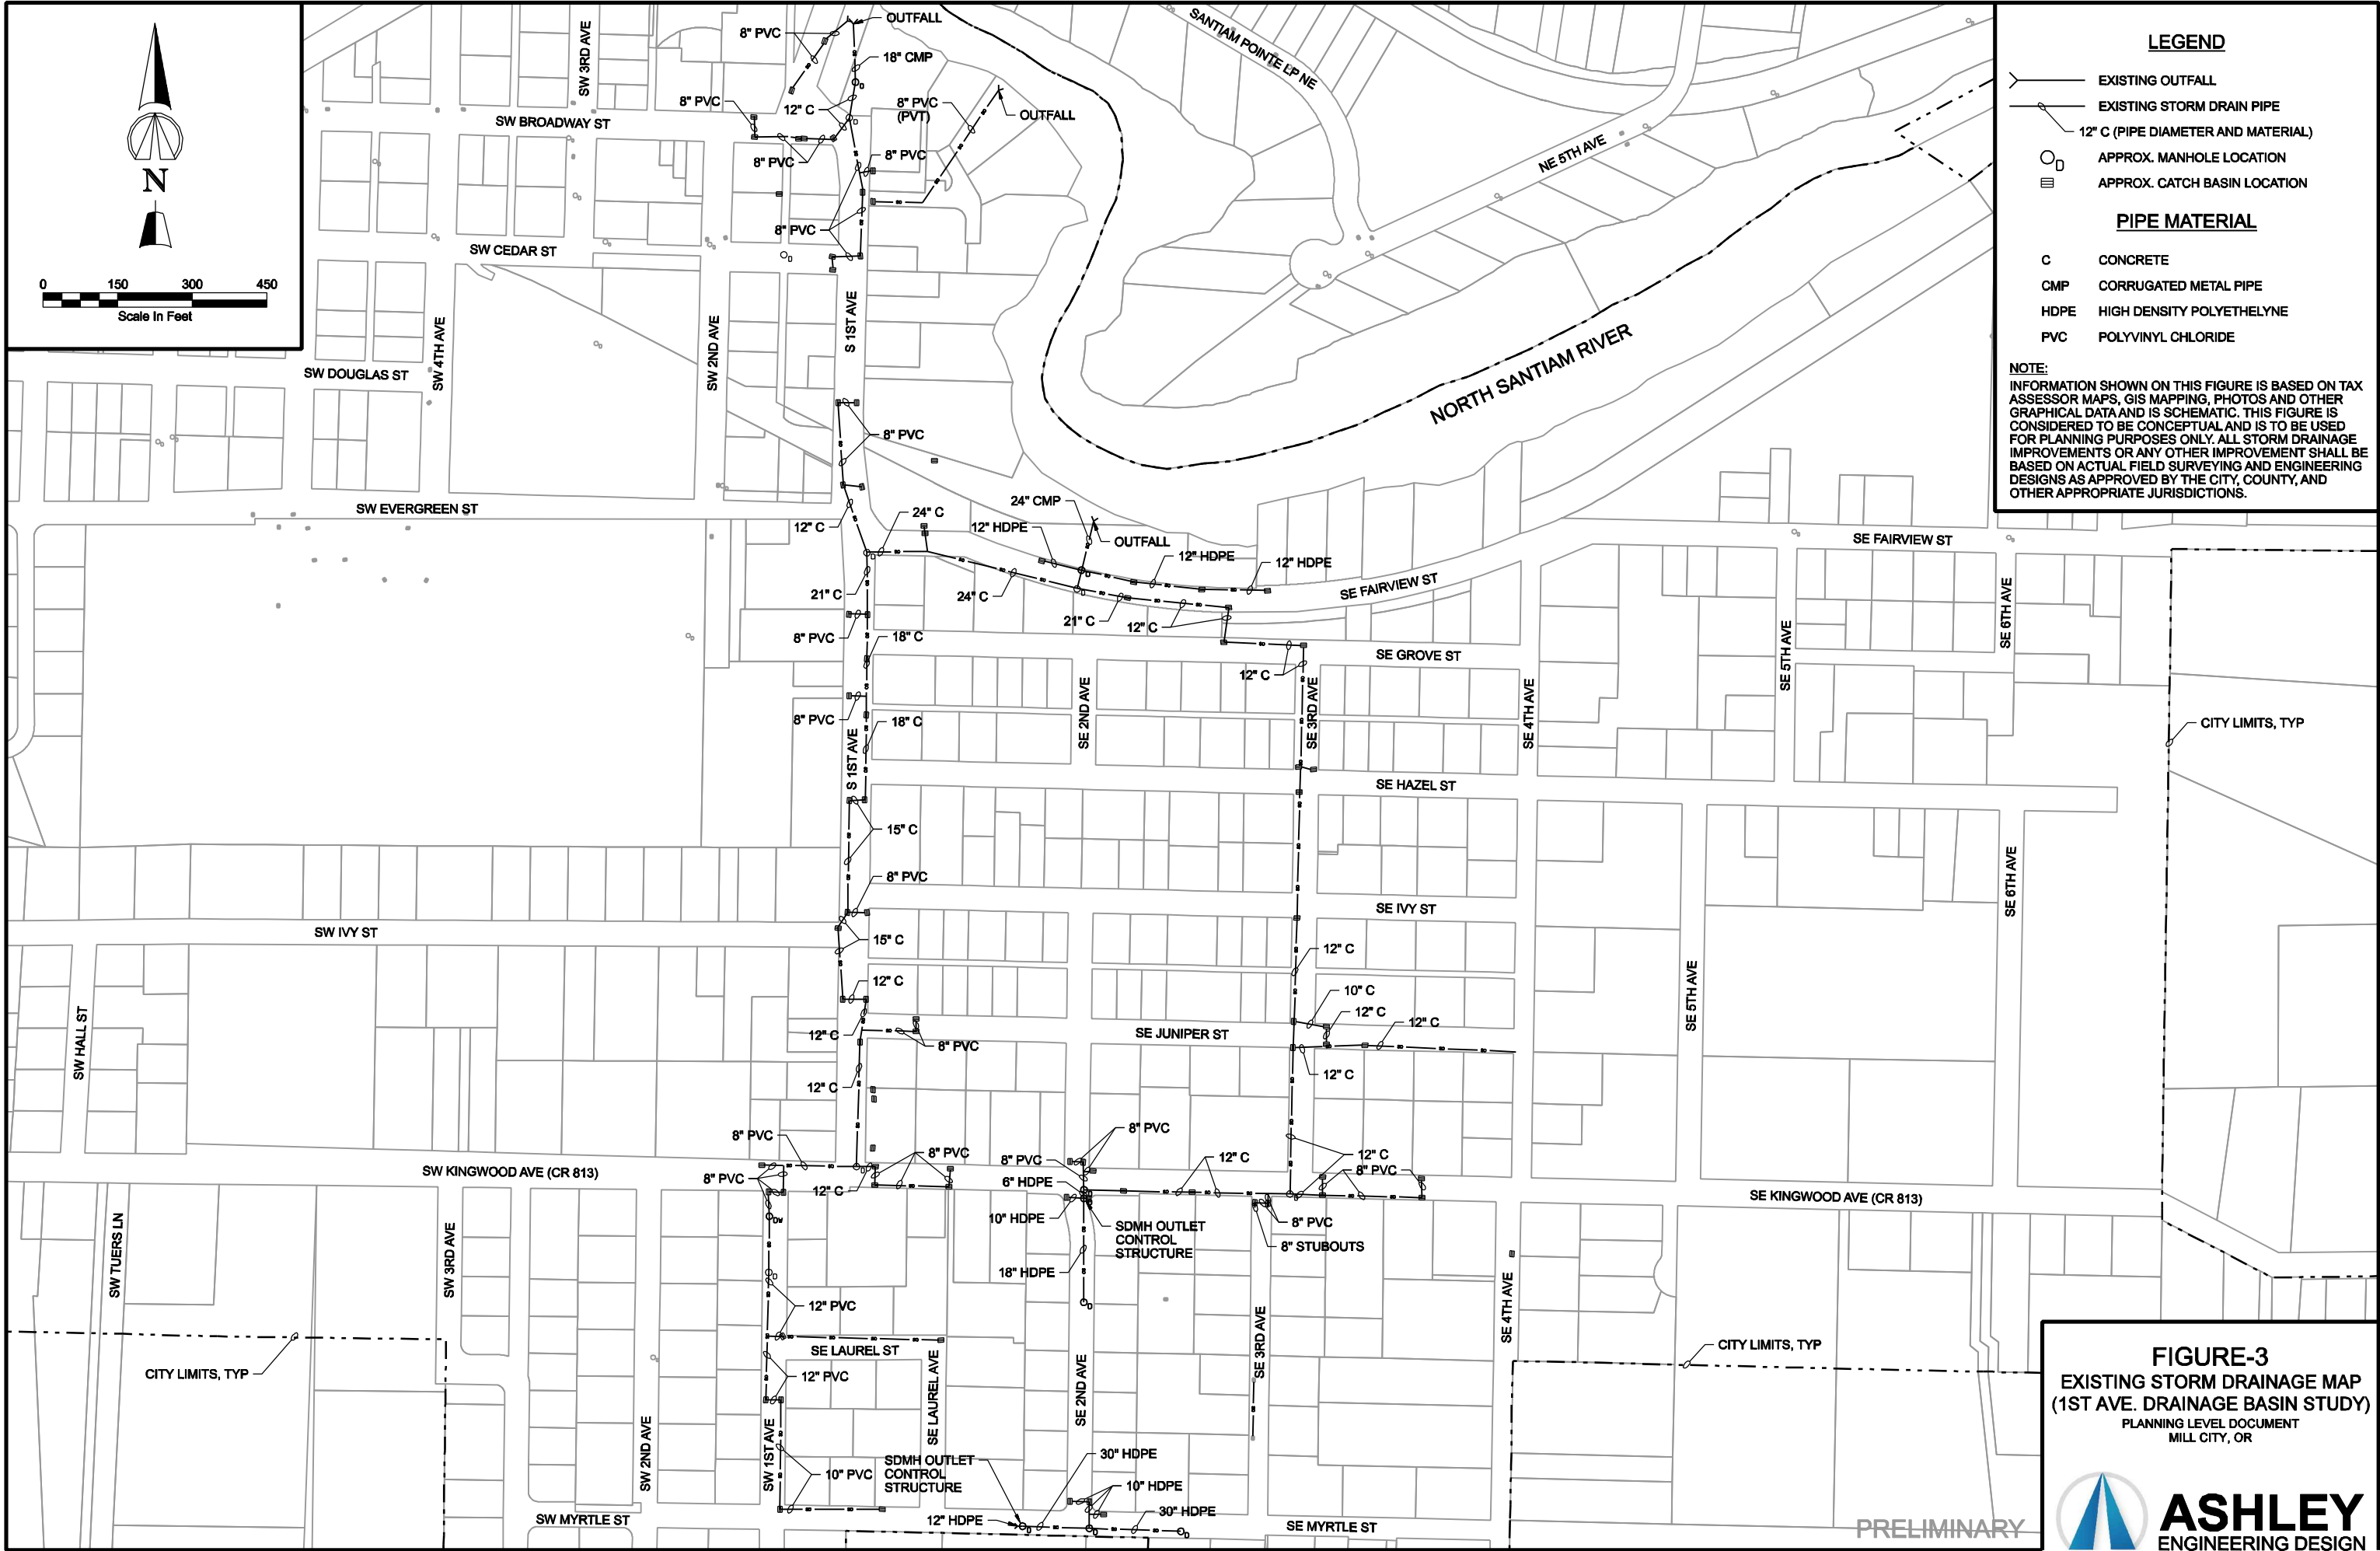 N
0 150 300 450
Scale In Feet
LEGEND
EXISTING OUTFALL
EXISTING STORM DRAIN PIPE
12" C (PIPE DIAMETER AND MATERIAL)
D
APPROX. MANHOLE LOCATION
APPROX. CATCH BASIN LOCATION
PIPE MATERIAL
C CONCRETE
CMP CORRUGATED METAL PIPE
HDPE HIGH DENSITY POLYETHELYNE
PVC POLYVINYL CHLORIDE
NOTE:
INFORMATION SHOWN ON THIS FIGURE IS BASED ON TAX
ASSESSOR MAPS, GIS MAPPING, PHOTOS AND OTHER
GRAPHICAL DATA AND IS SCHEMATIC. THIS FIGURE IS
CONSIDERED TO BE CONCEPTUAL AND IS TO BE USED
FOR PLANNING PURPOSES ONLY. ALL STORM DRAINAGE
IMPROVEMENTS OR ANY OTHER IMPROVEMENT SHALL BE
BASED ON ACTUAL FIELD SURVEYING AND ENGINEERING
DESIGNS AS APPROVED BY THE CITY, COUNTY, AND
OTHER APPROPRIATE JURISDICTIONS.
SW 3RD AVE
8" PVC
OUTFALL
18" CMP
8" PVC
12" C
8" PVC
(PVT)
OUTFALL
SW BROADWAY ST
8" PVC
8" PVC
8" PVC
SW CEDAR ST
SANTIAM POINTE LP NE
NE 5TH AVE
NORTH SANTIAM RIVER
S 1ST AVE
SW 2ND AVE
SW 4TH AVE
SW DOUGLAS ST
8" PVC
SW EVERGREEN ST
12" C
24" C
24" CMP
12" HDPE
OUTFALL
12" HDPE
12" HDPE
SE FAIRVIEW ST
SE FAIRVIEW ST
21" C
24" C
21" C
12" C
8" PVC
18" C
SE GROVE ST
12" C
8" PVC
18" C
S 1ST AVE
SE 2ND AVE
SE 3RD AVE
SE 4TH AVE
SE 5TH AVE
SE 6TH AVE
CITY LIMITS, TYP
SE HAZEL ST
15" C
8" PVC
SE IVY ST
SE 6TH AVE
SW IVY ST
15" C
12" C
12" C
10" C
12" C
12" C
12" C
SE 5TH AVE
12" C
8" PVC
SE JUNIPER ST
SW HALL ST
12" C
8" PVC
8" PVC
8" PVC
8" PVC
12" C
12" C
8" PVC
SW KINGWOOD AVE (CR 813)
8" PVC
12" C
6" HDPE
10" HDPE
SDMH OUTLET
CONTROL
STRUCTURE
8" PVC
8" STUBOUTS
SE KINGWOOD AVE (CR 813)
SW TUERS LN
SW 3RD AVE
DW
18" HDPE
12" PVC
SE LAUREL ST
SE 3RD AVE
SE 4TH AVE
CITY LIMITS, TYP
CITY LIMITS, TYP
12" PVC
SW 2ND AVE
SW 1ST AVE
SE LAUREL AVE
SE 2ND AVE
10" PVC
SDMH OUTLET
CONTROL
STRUCTURE
30" HDPE
10" HDPE
30" HDPE
12" HDPE
SW MYRTLE ST
SE MYRTLE ST
PRELIMINARY
FIGURE-3
EXISTING STORM DRAINAGE MAP
(1ST AVE. DRAINAGE BASIN STUDY)
PLANNING LEVEL DOCUMENT
MILL CITY, OR
ASHLEY
ENGINEERING DESIGN